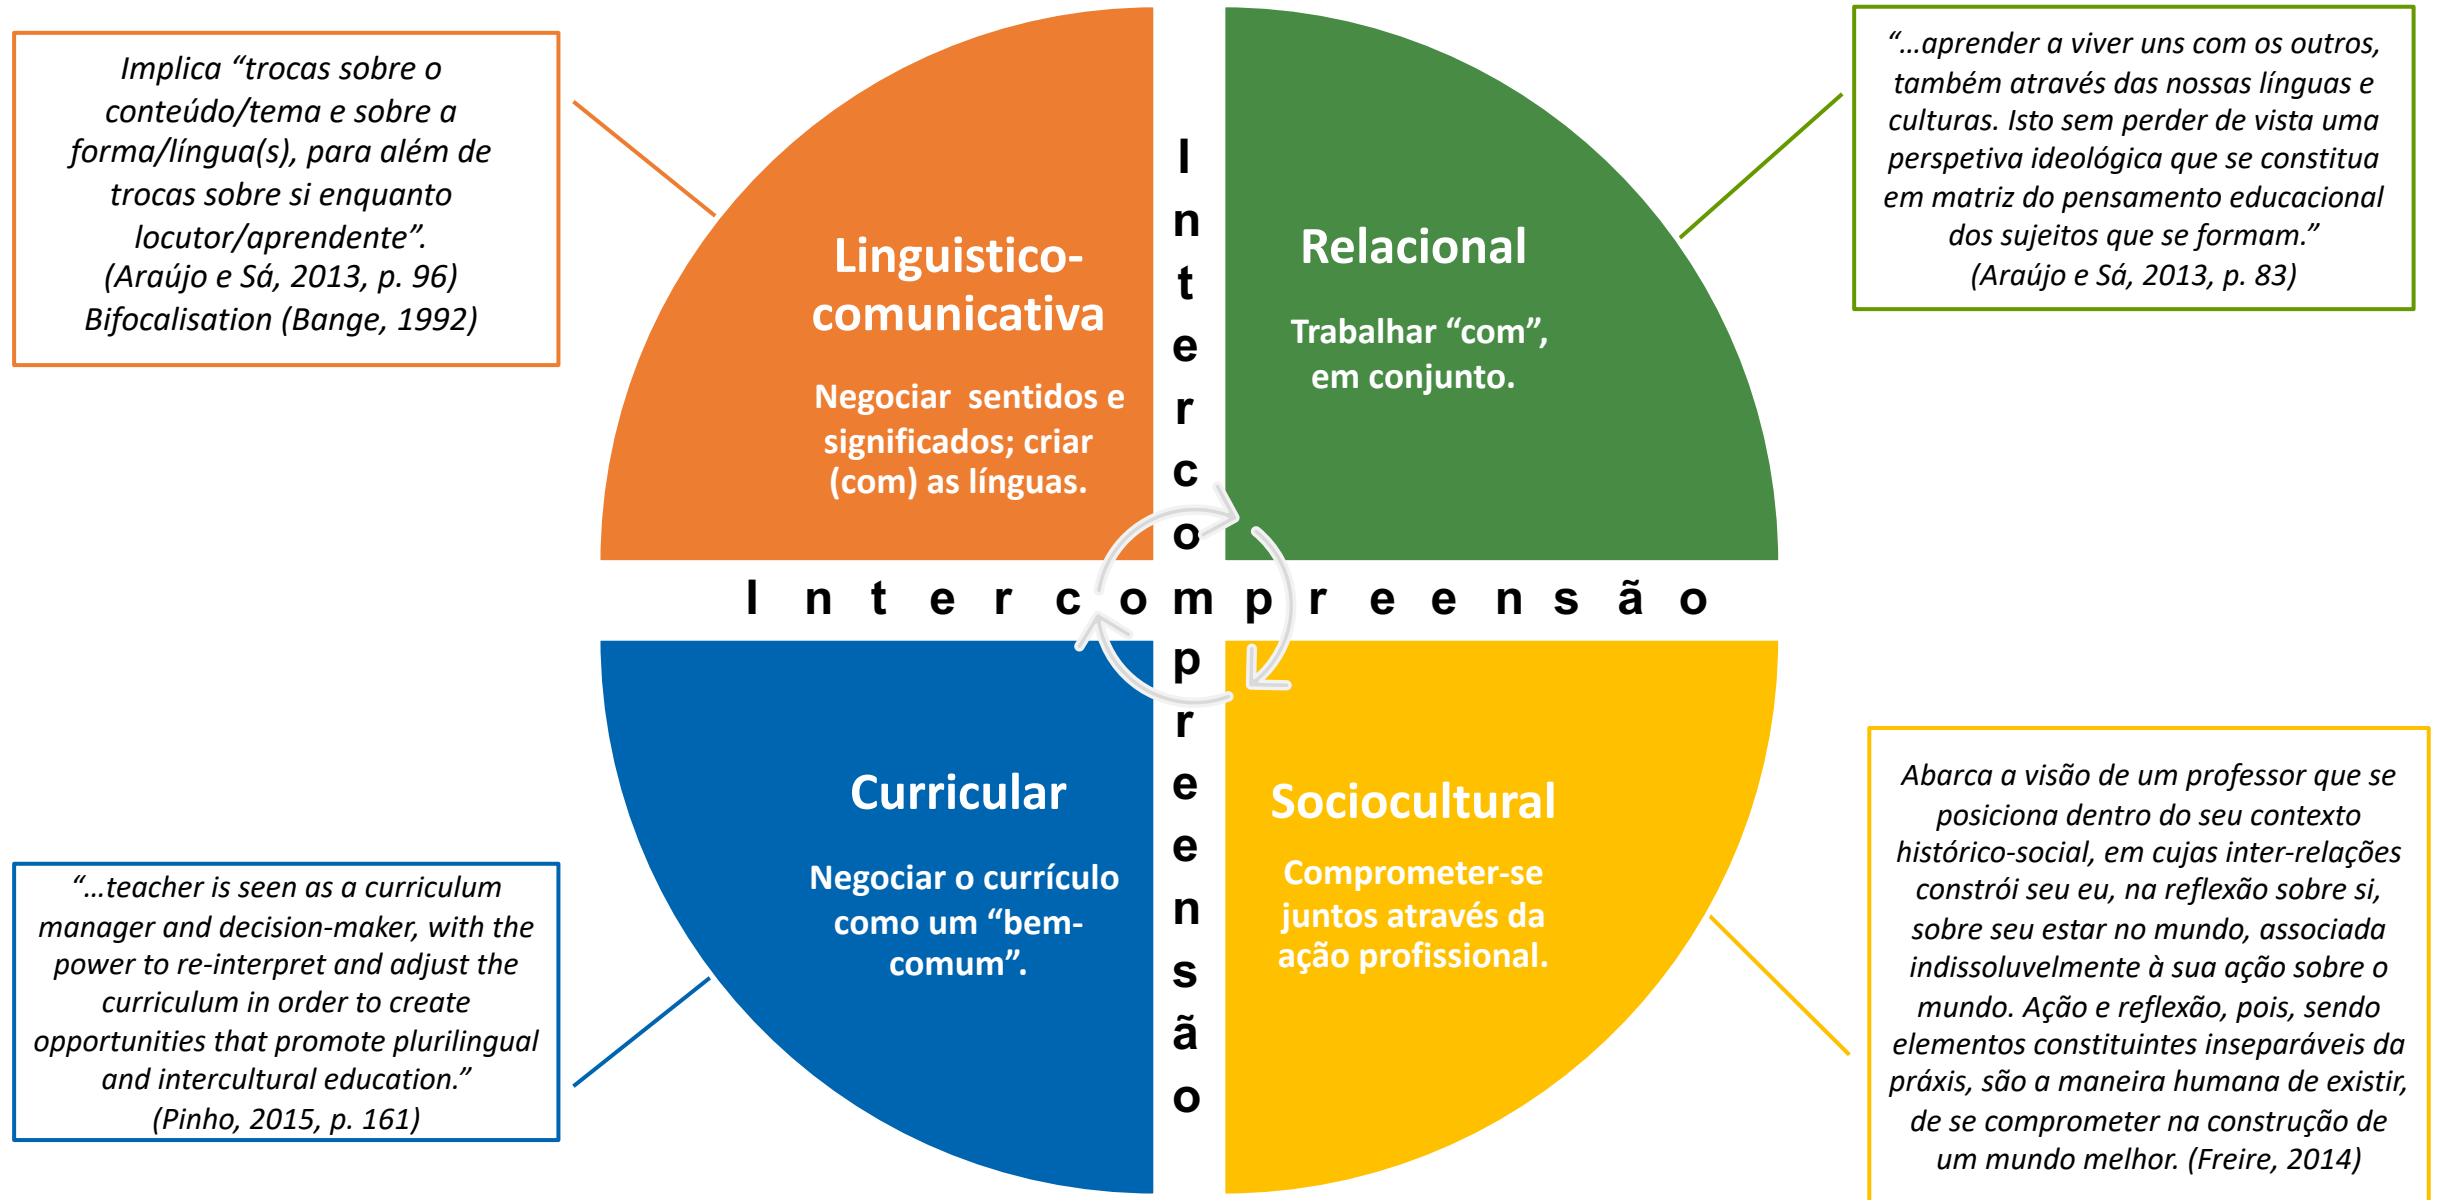 Implica “trocas sobre o
conteúdo/tema e sobre a
forma/língua(s), para além de
trocas sobre si enquanto
locutor/aprendente”.
(Araújo e Sá, 2013, p. 96)
Bifocalisation (Bange, 1992)
Linguistico-
comunicativa
Negociar sentidos e
significados; criar
(com) as línguas.
Relacional
Trabalhar “com”,
em conjunto.
“...aprender a viver uns com os outros,
também através das nossas línguas e
culturas. Isto sem perder de vista uma
perspetiva ideológica que se constitua
em matriz do pensamento educacional
dos sujeitos que se formam.”
(Araújo e Sá, 2013, p. 83)
Intercompreensão
Intercompreensão
Curricular
Negociar o currículo
como um “bem-
comum”.
“...teacher is seen as a curriculum
manager and decision-maker, with the
power to re-interpret and adjust the
curriculum in order to create
opportunities that promote plurilingual
and intercultural education.”
(Pinho, 2015, p. 161)
Sociocultural
Comprometer-se
juntos através da
ação profissional.
Abarca a visão de um professor que se
posiciona dentro do seu contexto
histórico-social, em cujas inter-relações
constrói seu eu, na reflexão sobre si,
sobre seu estar no mundo, associada
indissoluvelmente à sua ação sobre o
mundo. Ação e reflexão, pois, sendo
elementos constituintes inseparáveis da
práxis, são a maneira humana de existir,
de se comprometer na construção de
um mundo melhor. (Freire, 2014)